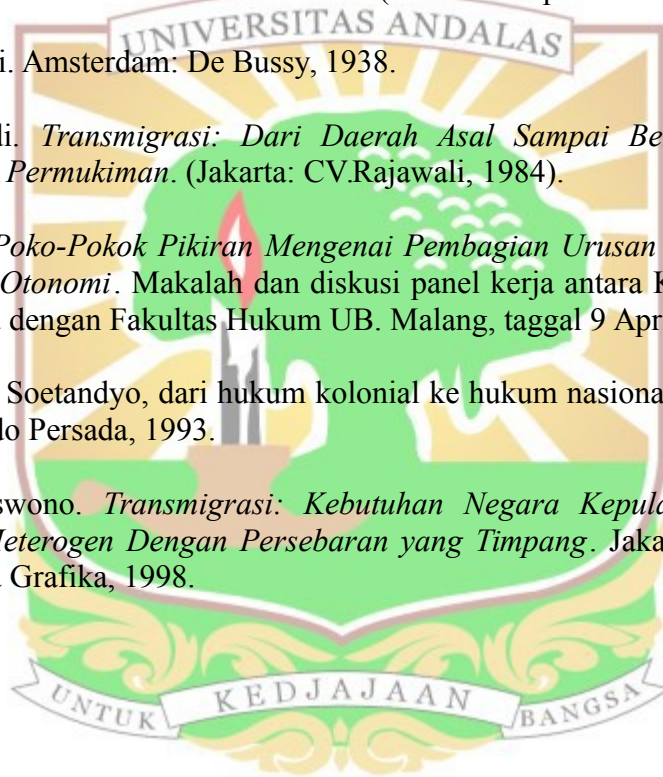 UNIVERSITAS ANDALAS
i. Amsterdam: De Bussy, 1938.
di. Transmigrasi: Dari Daerah Asal Sampai Be
Permukiman. (Jakarta: CV.Rajawali, 1984).
Poko-Pokok Pikiran Mengenai Pembagian Urusan
Otonomi. Makalah dan diskusi panel kerja antara K
dengan Fakultas Hukum UB. Malang, taggal 9 Apr
Soetandyo, dari hukum kolonial ke hukum nasiona
do Persada, 1993.
swono. Transmigrasi: Kebutuhan Negara Kepula
Heterogen Dengan Persebaran yang Timpang. Jaka
Grafika, 1998.
UNTUK KEDJAJAAN BANGSA